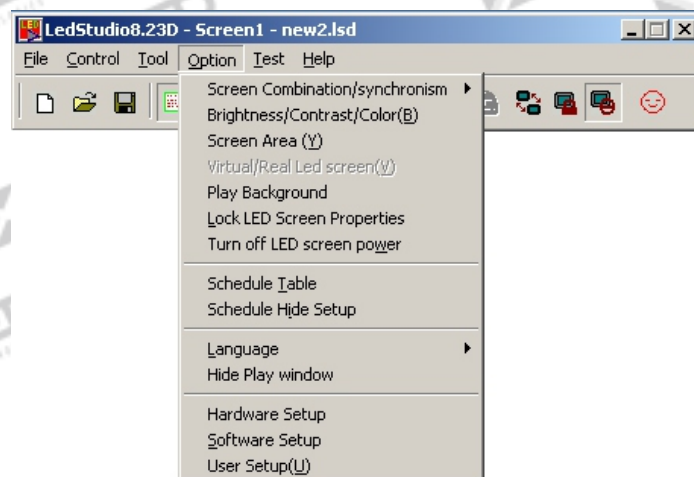 LedStudio8.23D - Screen1 - new2.lsd
File Control Tool Option Test Help
Screen Combination/synchronism
Brightness/Contrast/Color(B)
Screen Area (Y)
Virtual/Real Led screen(V)
Play Background
Lock LED Screen Properties
Turn off LED screen power
Schedule Table
Schedule Hide Setup
Language
Hide Play window
Hardware Setup
Software Setup
User Setup(U)